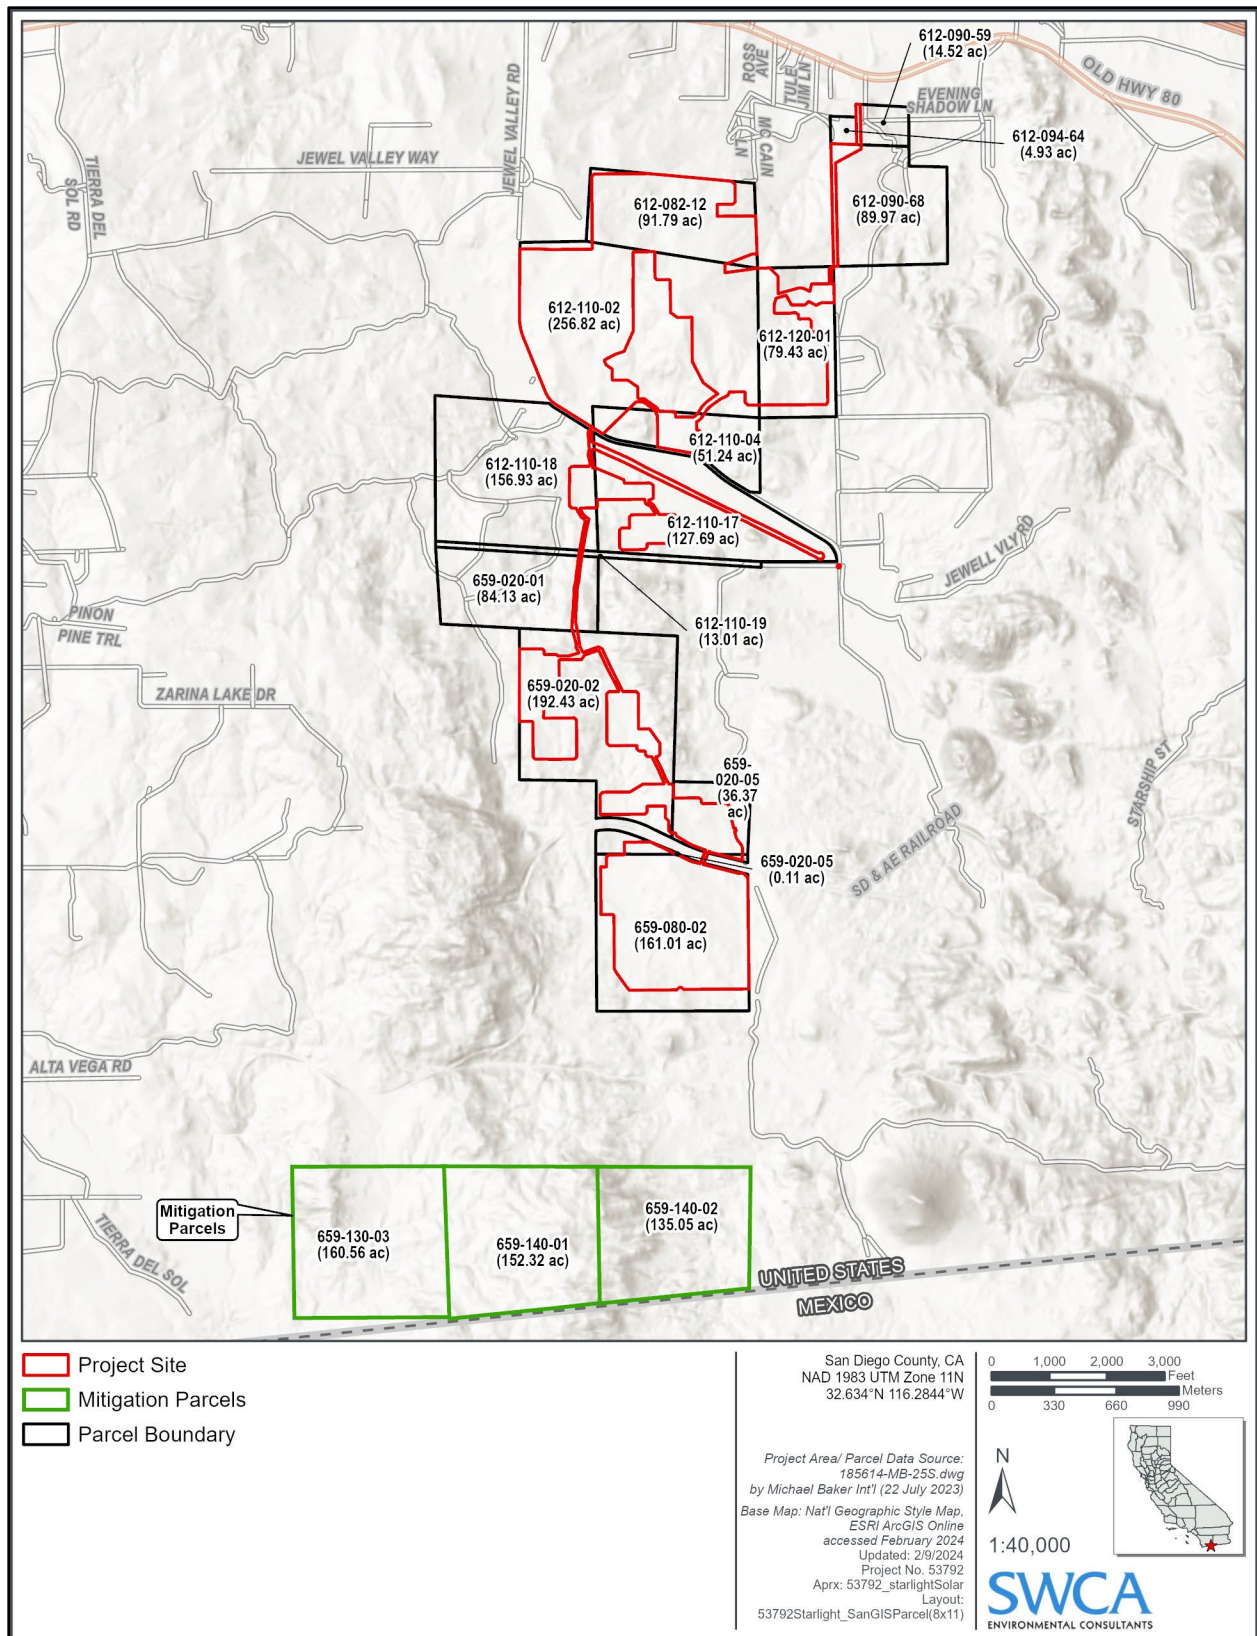 612-090-59
(14.52 ac)
OLD HWY 80
ROSS
AVE
TULE
JIM LN
EVENING
SHADOW LN
612-094-64
(4.93 ac)
MC CAIN
LN
JEWEL VALLEY RD
JEWEL VALLEY WAY
TIERRA DEL
SOL RD
612-082-12
(91.79 ac)
612-090-68
(89.97 ac)
612-110-02
(256.82 ac)
612-120-01
(79.43 ac)
612-110-04
(51.24 ac)
612-110-18
(156.93 ac)
612-110-17
(127.69 ac)
JEWELL VLY RD
659-020-01
(84.13 ac)
PINON
PINE TRL
612-110-19
(13.01 ac)
ZARINA LAKE DR
659-020-02
(192.43 ac)
659-
020-05
(36.37
ac)
STARSHIP ST
SD & AE RAILROAD
659-020-05
(0.11 ac)
659-080-02
(161.01 ac)
ALTA VEGA RD
Mitigation
Parcels
659-130-03
(160.56 ac)
659-140-01
(152.32 ac)
659-140-02
(135.05 ac)
TIERRA DEL SOL
UNITED STATES
MEXICO
Project Site
Mitigation Parcels
Parcel Boundary
San Diego County, CA
NAD 1983 UTM Zone 11N
32.634°N 116.2844°W
Project Area/ Parcel Data Source:
185614-MB-25S.dwg
by Michael Baker Int'l (22 July 2023)
Base Map: Nat'l Geographic Style Map,
ESRI ArcGIS Online
accessed February 2024
Updated: 2/9/2024
Project No. 53792
Aprx: 53792_starlightSolar
Layout:
53792Starlight_SanGISParcel(8x11)
0 1,000 2,000 3,000
Feet
Meters
0 330 660 990
N
1:40,000
SWCA
ENVIRONMENTAL CONSULTANTS